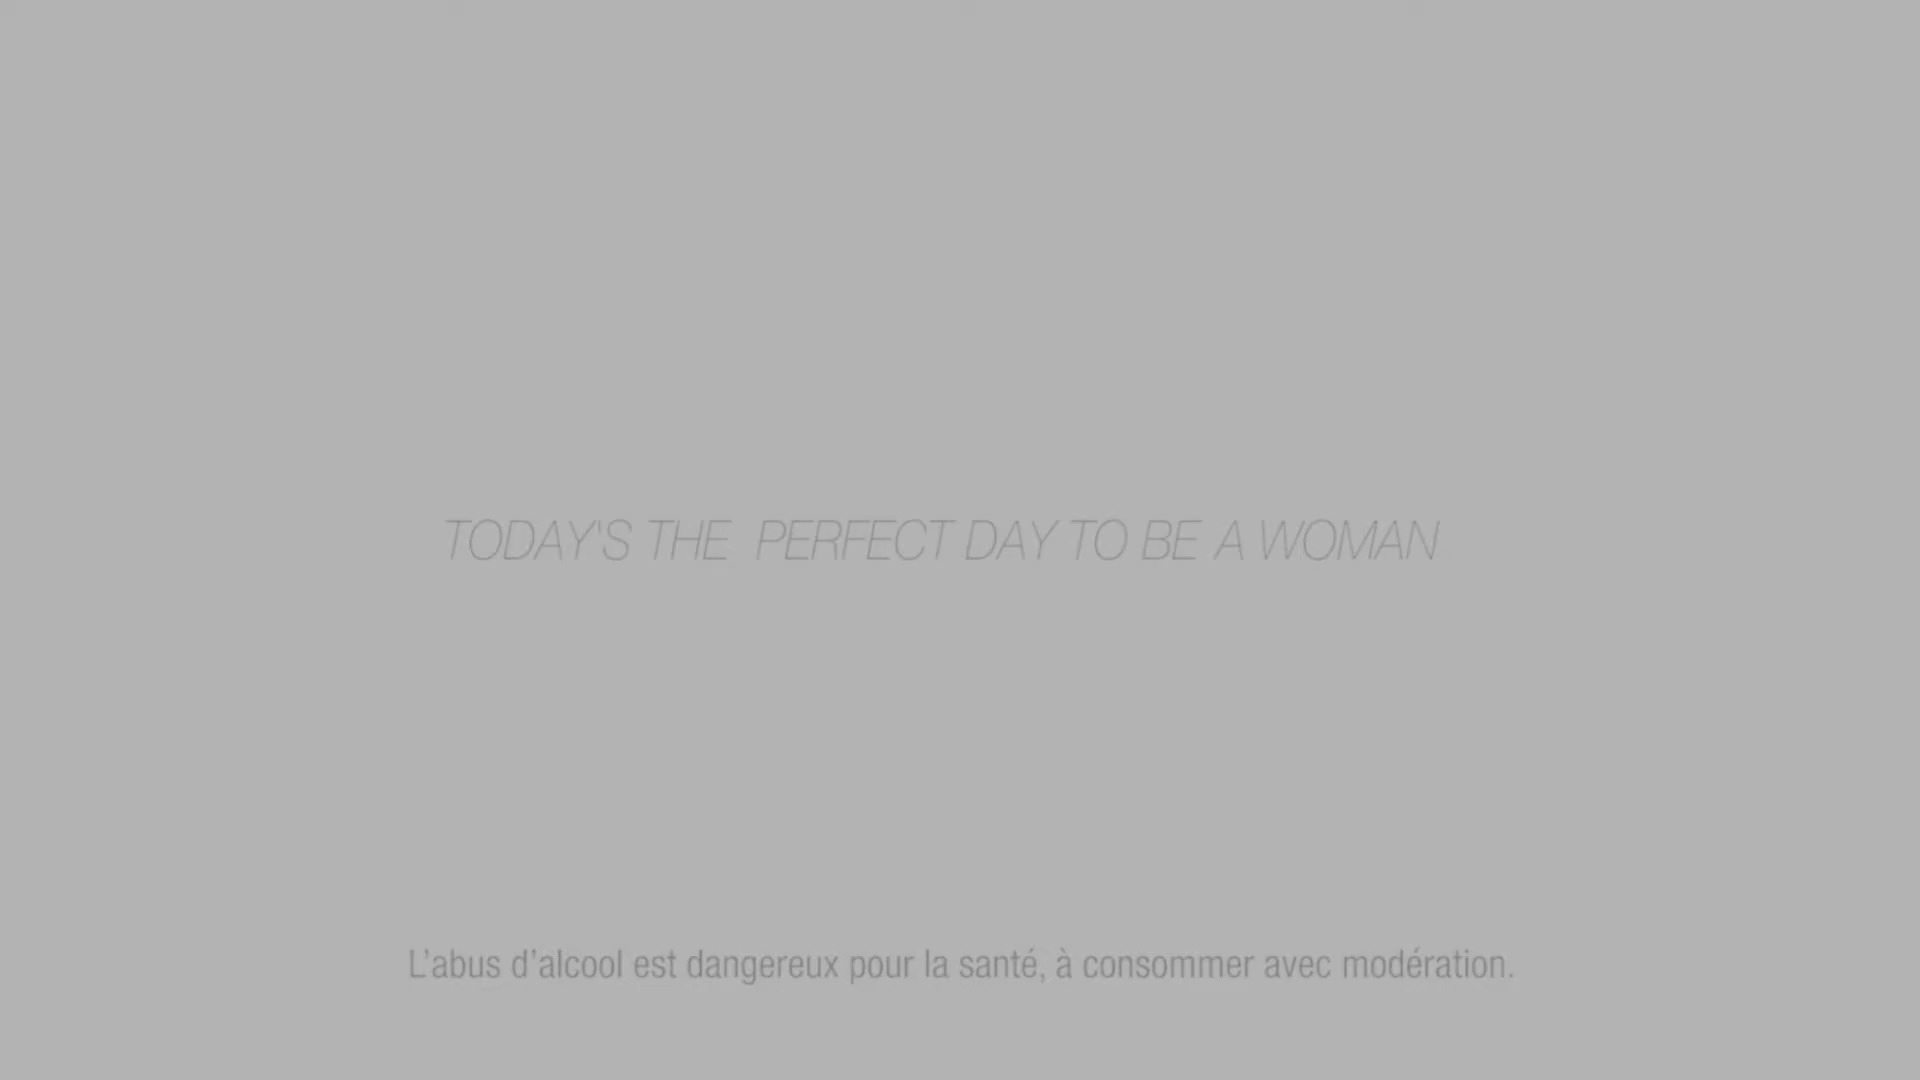 TODAY'S THE PERFECT DAY TO BE A WOMAN
L’abus d’alcool est dangereux pour la santé, à consommer avec modération.